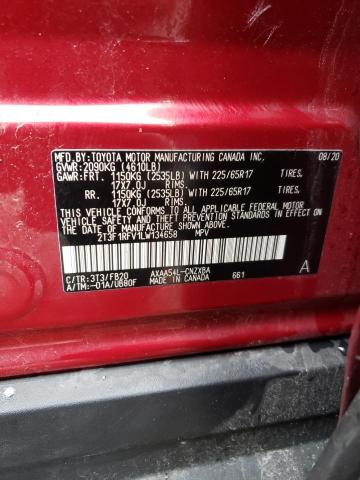 MFD.BY:TOYOTA MOTOR MANUFACTURING CANADA INC. 08/20
GVWR: 2090KG (4610LB)
GAWR:FRT. 1150KG (2535LB) WITH 225/65R17 TIRES,
17X7.0J RIMS,
RR. 1150KG (2535LB) WITH 225/65R17 TIRES,
17X7.0J RIMS,
THIS VEHICLE CONFORMS TO ALL APPLICABLE FEDERAL MOTOR
VEHICLE SAFETY AND THEFT PREVENTION STANDARDS IN
EFFECT ON THE DATE OF MANUFACTURE SHOWN ABOVE.
2T3F1RFV1LW134658 MPV
C/TR:3T3/FB20 AXAA54L-CNZXBA A
A/TM:-01A/UB80F MADE IN CANADA 661